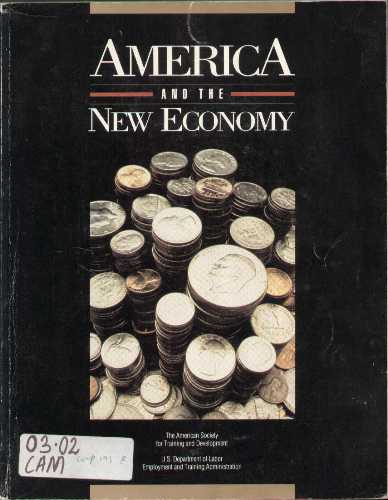 AMERICA
AND THE
NEW ECONOMY
The American Society
for Training and Development
U.S. Department of Labor
Employment and Training Administration
03·02
CAM